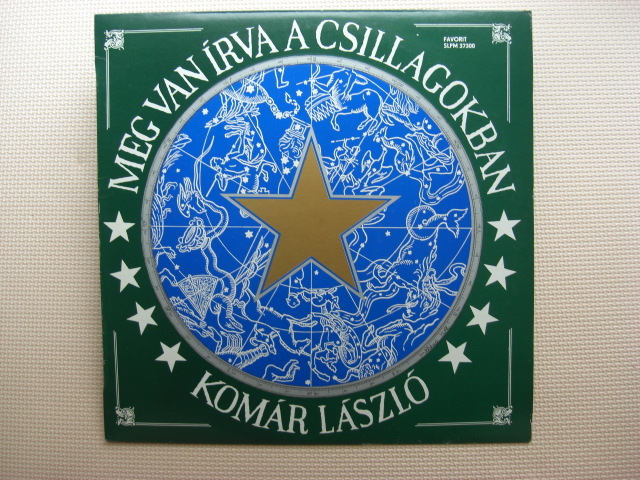 FAVORIT
SLPM 37300
MEG VAN ÍRVA A CSILLAGOKBAN
KOMÁR LÁSZLÓ